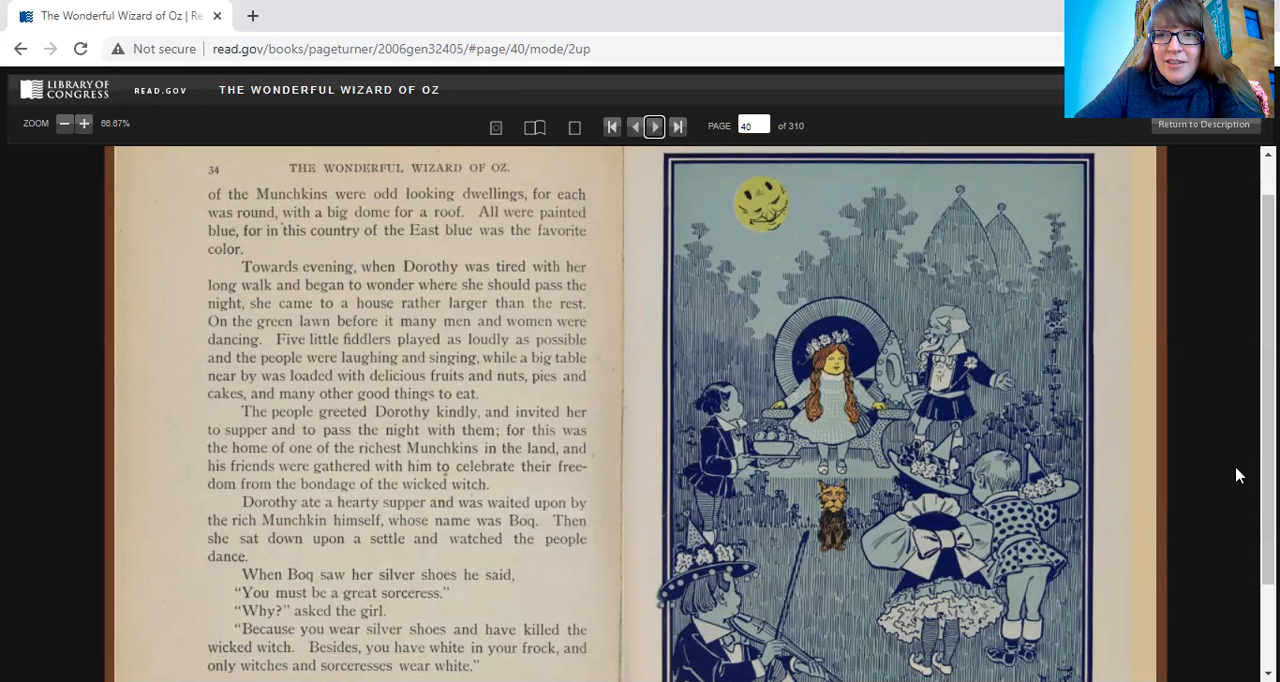 The Wonderful Wizard of Oz | Re
Not secure
read.gov/books/pageturner/2006gen32405/#page/40/mode/2up
LIBRARY OF
CONGRESS
READ.GOV
THE WONDERFUL WIZARD OF OZ
ZOOM
66.67%
PAGE 40 of 310
Return to Description
34 THE WONDERFUL WIZARD OF OZ.
of the Munchkins were odd looking dwellings, for each
was round, with a big dome for a roof. All were painted
blue, for in this country of the East blue was the favorite
color.
Towards evening, when Dorothy was tired with her
long walk and began to wonder where she should pass the
night, she came to a house rather larger than the rest.
On the green lawn before it many men and women were
dancing. Five little fiddlers played as loudly as possible
and the people were laughing and singing, while a big table
near by was loaded with delicious fruits and nuts, pies and
cakes, and many other good things to eat.
The people greeted Dorothy kindly, and invited her
to supper and to pass the night with them; for this was
the home of one of the richest Munchkins in the land, and
his friends were gathered with him to celebrate their free-
dom from the bondage of the wicked witch.
Dorothy ate a hearty supper and was waited upon by
the rich Munchkin himself, whose name was Boq. Then
she sat down upon a settle and watched the people
dance.
When Boq saw her silver shoes he said,
“You must be a great sorceress.”
“Why?” asked the girl.
“Because you wear silver shoes and have killed the
wicked witch. Besides, you have white in your frock, and
only witches and sorceresses wear white.”